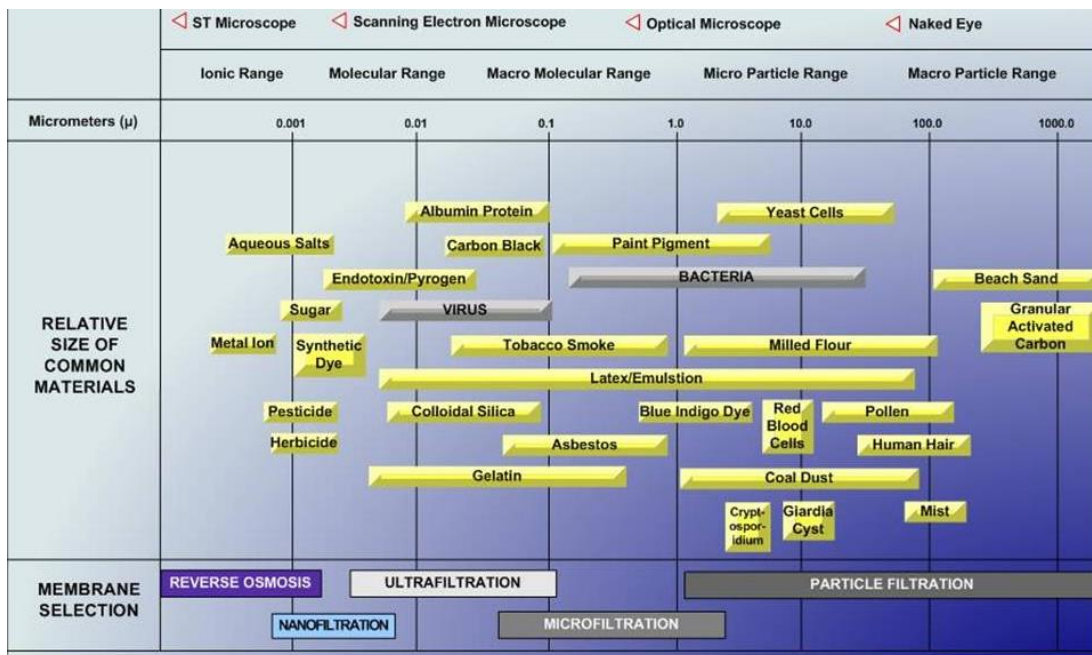 ◁ ST Microscope ◁ Scanning Electron Microscope ◁ Optical Microscope ◁ Naked Eye
Ionic Range Molecular Range Macro Molecular Range Micro Particle Range Macro Particle Range
Micrometers (µ) 0.001 0.01 0.1 1.0 10.0 100.0 1000.0
RELATIVE
SIZE OF
COMMON
MATERIALS
Albumin Protein Yeast Cells
Aqueous Salts Carbon Black Paint Pigment
Endotoxin/Pyrogen BACTERIA Beach Sand
Sugar VIRUS Granular
Activated
Carbon
Metal Ion Synthetic
Dye
Tobacco Smoke Milled Flour
Latex/Emulstion
Pesticide Colloidal Silica Blue Indigo Dye Red
Blood
Cells
Pollen
Herbicide Asbestos Human Hair
Gelatin Coal Dust
Crypt-
ospor-
idium
Giardia
Cyst
Mist
MEMBRANE
SELECTION
REVERSE OSMOSIS ULTRAFILTRATION PARTICLE FILTRATION
NANOFILTRATION MICROFILTRATION